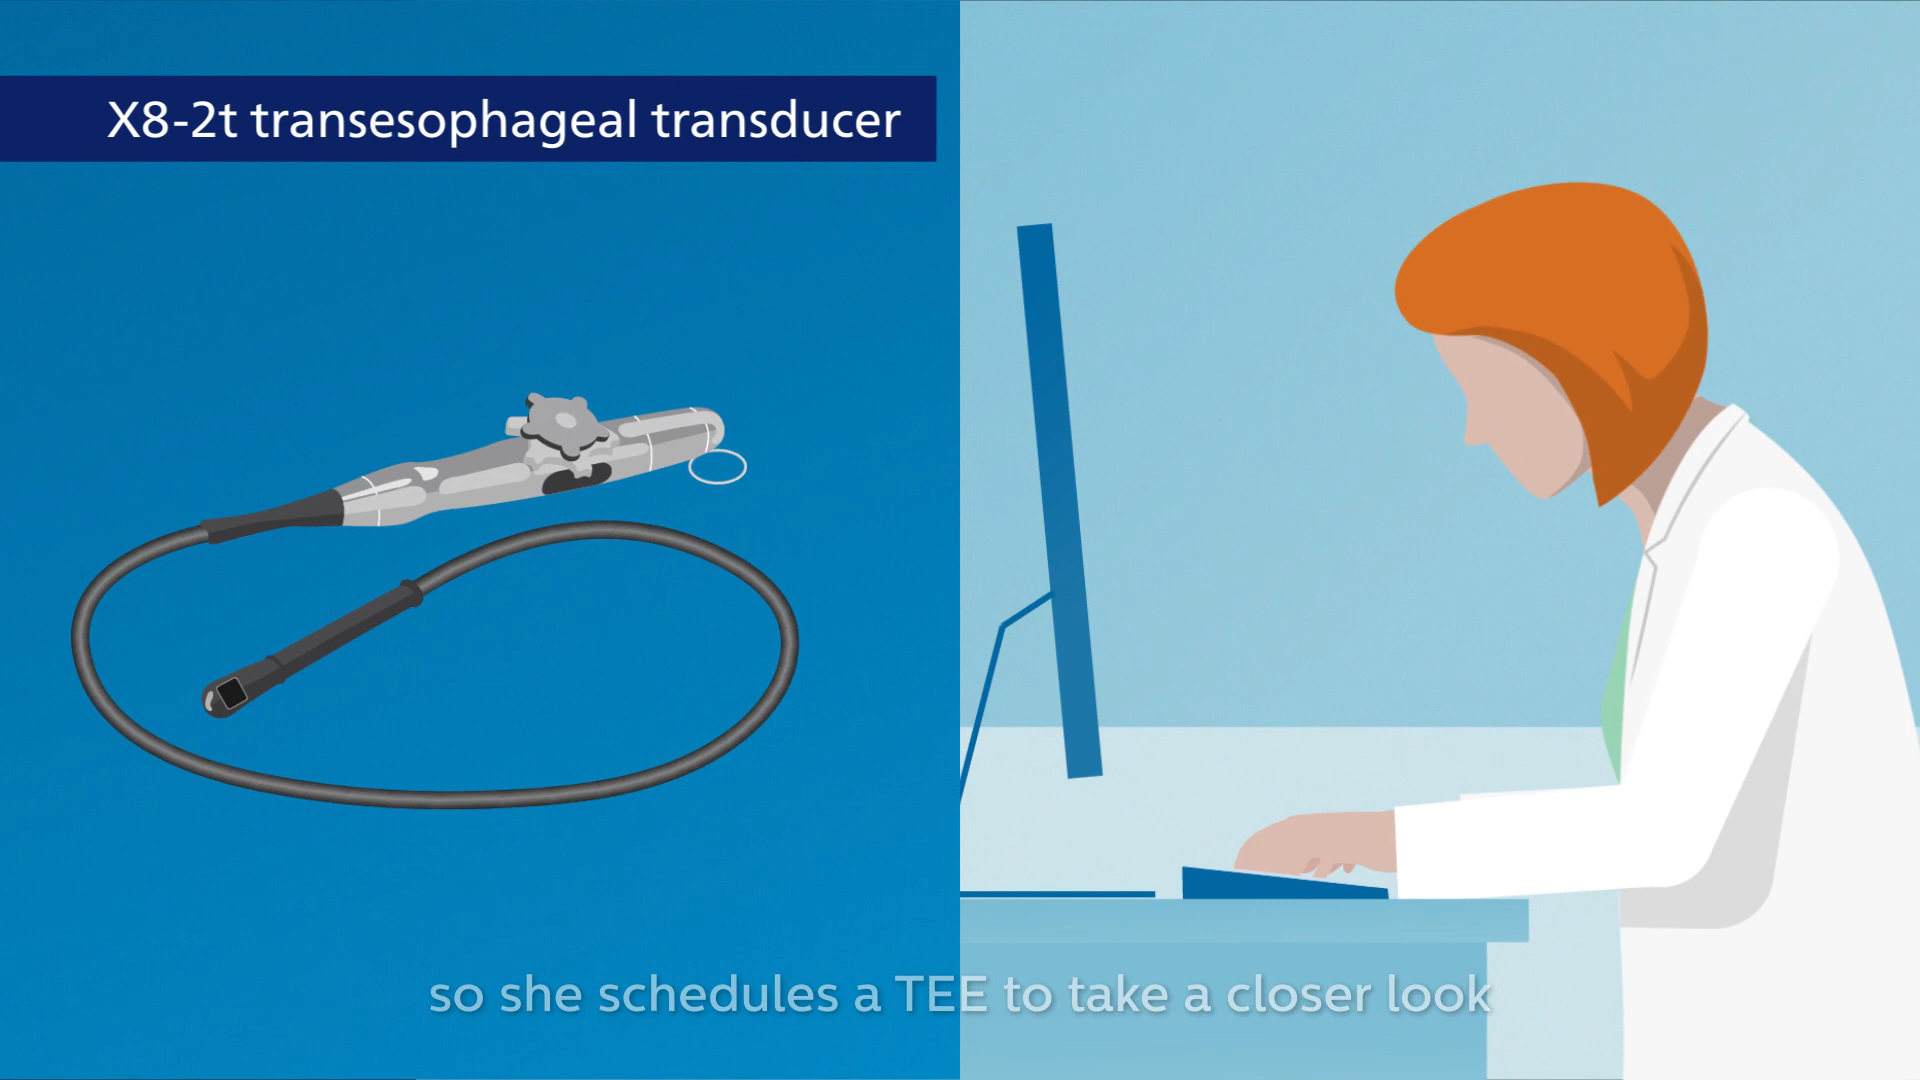 X8-2t transesophageal transducer
so she schedules a TEE to take a closer look